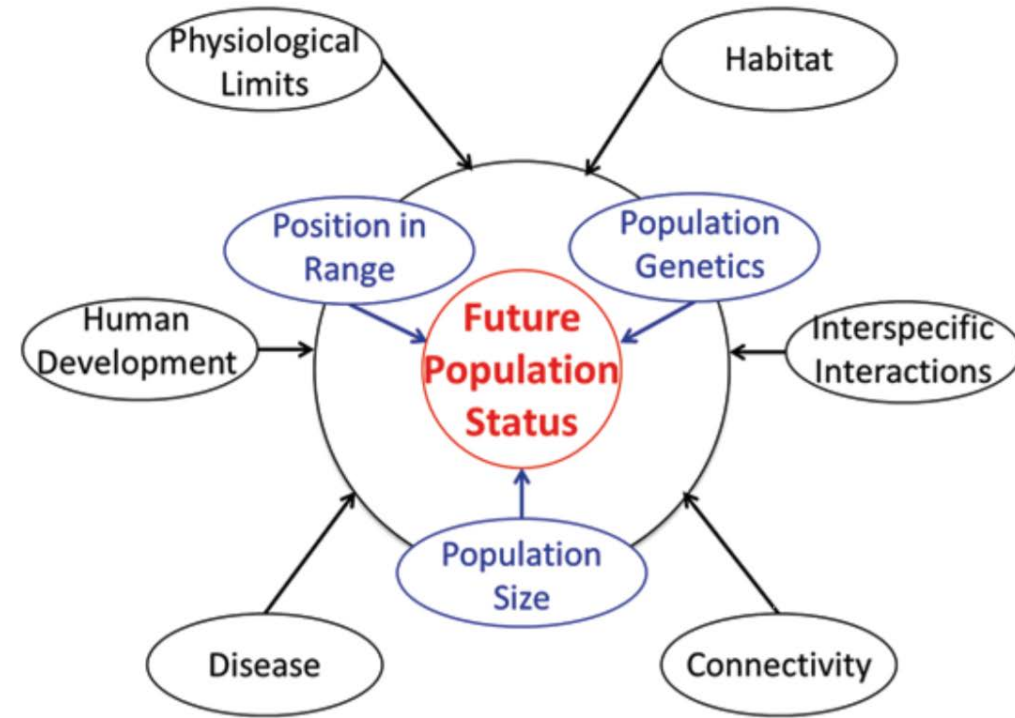 Physiological
Limits
Habitat
Position in
Range
Population
Genetics
Human
Development
Future
Population
Status
Interspecific
Interactions
Population
Size
Disease
Connectivity